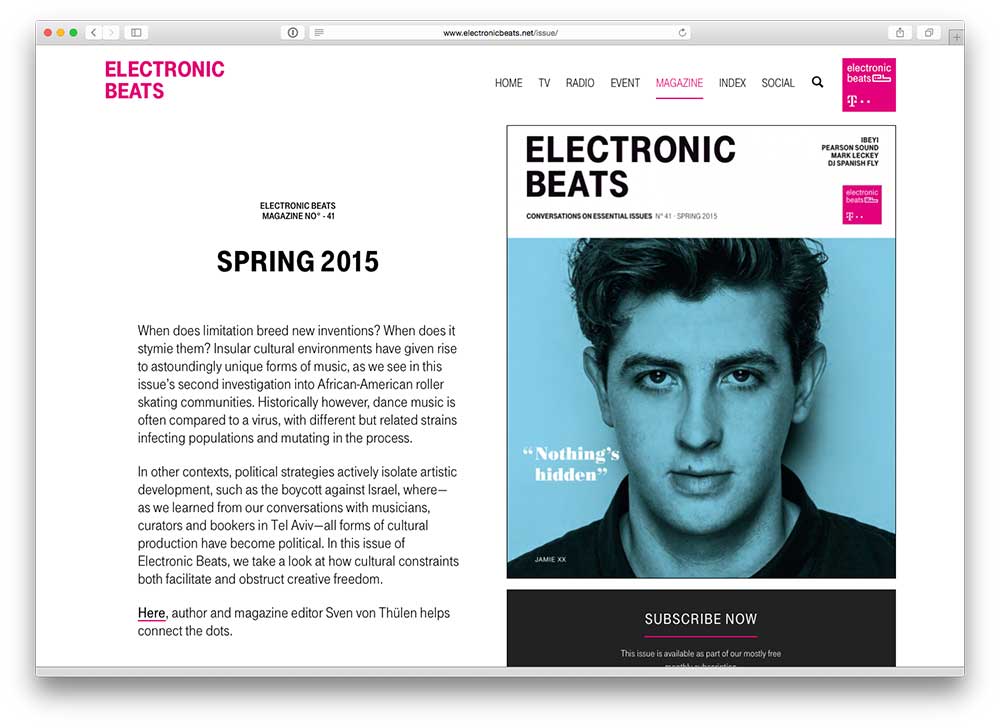 www.electronicbeats.net/issue/
ELECTRONIC
BEATS
HOME TV RADIO EVENT MAGAZINE INDEX SOCIAL
electronic
beats
T
ELECTRONIC BEATS
MAGAZINE NO° - 41
SPRING 2015
When does limitation breed new inventions? When does it
stymie them? Insular cultural environments have given rise
to astoundingly unique forms of music, as we see in this
issue’s second investigation into African-American roller
skating communities. Historically however, dance music is
often compared to a virus, with different but related strains
infecting populations and mutating in the process.
In other contexts, political strategies actively isolate artistic
development, such as the boycott against Israel, where—
as we learned from our conversations with musicians,
curators and bookers in Tel Aviv—all forms of cultural
production have become political. In this issue of
Electronic Beats, we take a look at how cultural constraints
both facilitate and obstruct creative freedom.
Here, author and magazine editor Sven von Thülen helps
connect the dots.
ELECTRONIC
BEATS
IBEYI
PEARSON SOUND
MARK LECKEY
DJ SPANISH FLY
electronic
beats
T
CONVERSATIONS ON ESSENTIAL ISSUES N° 41 · SPRING 2015
“Nothing’s
hidden”
JAMIE XX
SUBSCRIBE NOW
This issue is available as part of our mostly free
monthly subscription